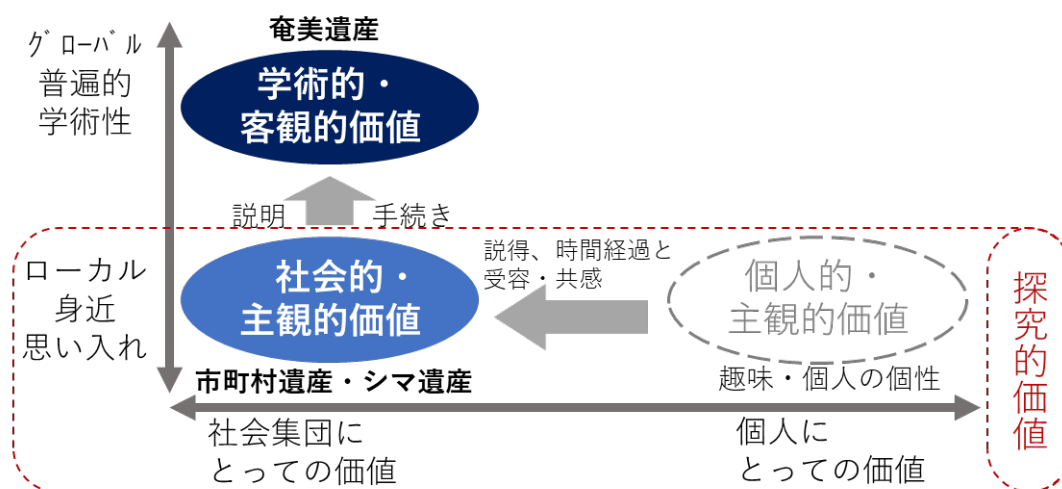 奄美遺産
ｸﾞﾛｰﾊﾞﾙ
普遍的
学術性
学術的・
客観的価値
説明
手続き
ローカル
身近
思い入れ
社会的・
主観的価値
説得、時間経過と
受容・共感
個人的・
主観的価値
市町村遺産・シマ遺産
趣味・個人の個性
社会集団に
とっての価値
個人に
とっての価値
探究的価値